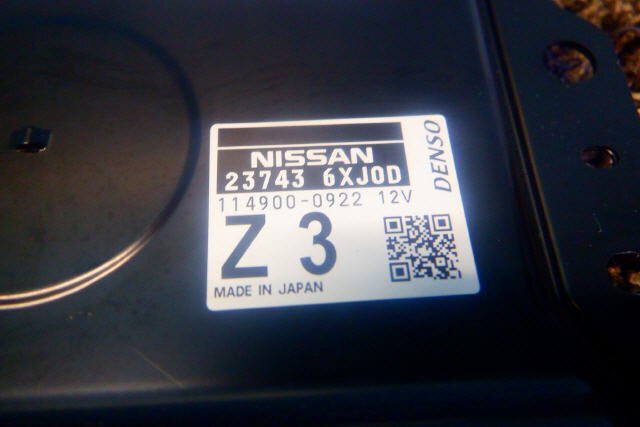 NISSAN
23743 6XJ0D
DENSO
114900-0922 12V
Z 3
MADE IN JAPAN